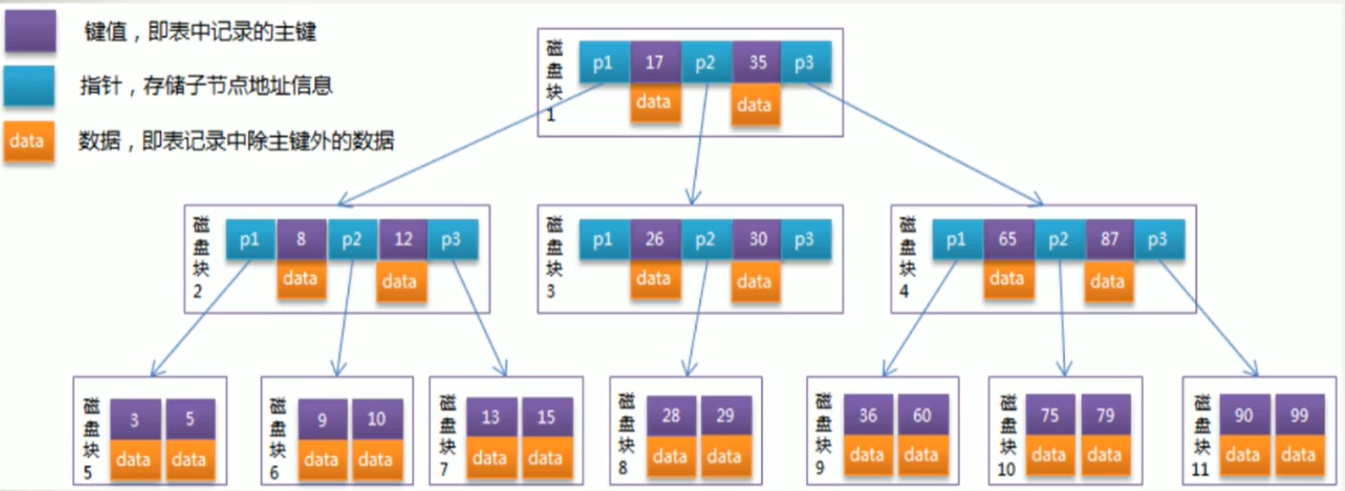 键值，即表中记录的主键
指针，存储子节点地址信息
data 数据，即表记录中除主键外的数据
磁盘块1 p1 17 p2 35 p3
data data
磁盘块2 p1 8 p2 12 p3
data data
磁盘块3 p1 26 p2 30 p3
data data
磁盘块4 p1 65 p2 87 p3
data data
磁盘块5 3 5
data data
磁盘块6 9 10
data data
磁盘块7 13 15
data data
磁盘块8 28 29
data data
磁盘块9 36 60
data data
磁盘块10 75 79
data data
磁盘块11 90 99
data data